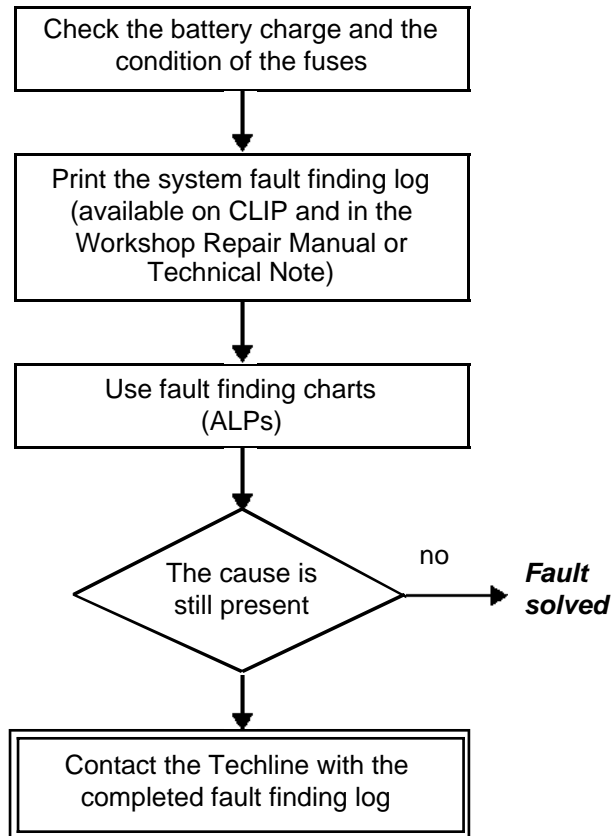 Check the battery charge and the
condition of the fuses
Print the system fault finding log
(available on CLIP and in the
Workshop Repair Manual or
Technical Note)
Use fault finding charts
(ALPs)
The cause is
still present
no
Fault
solved
Contact the Techline with the
completed fault finding log